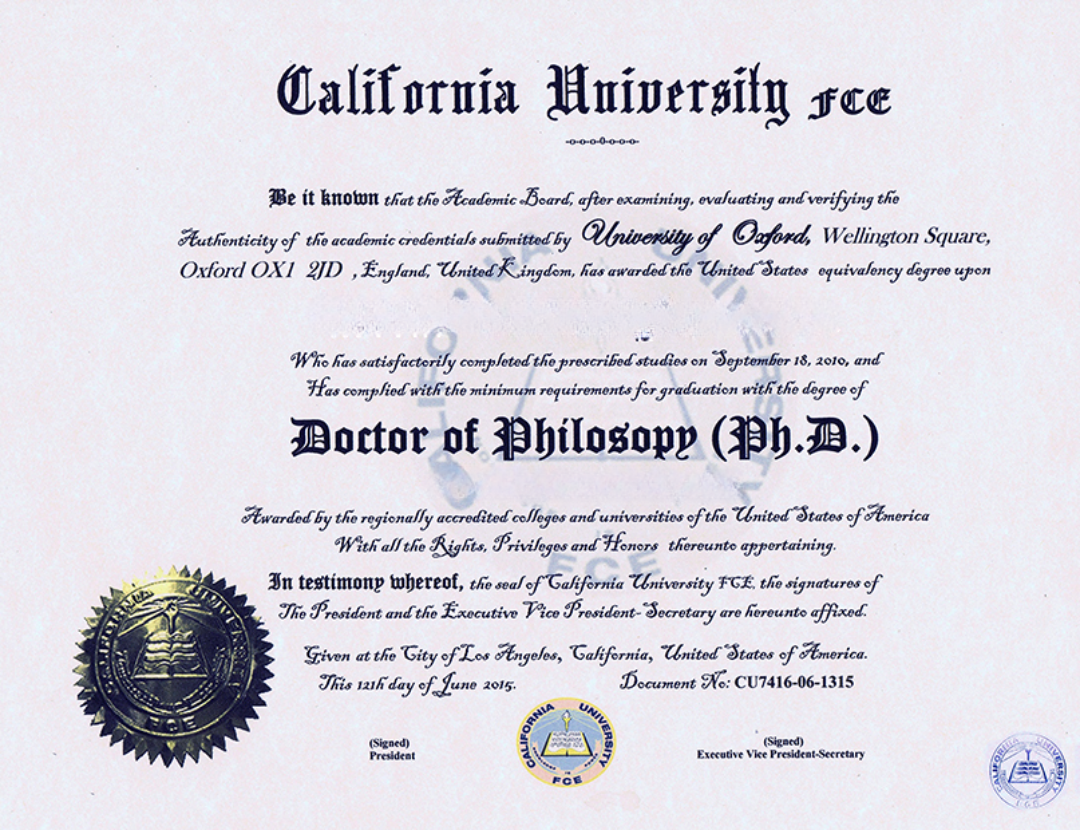 California University FCE
Be it known that the Academic Board, after examining, evaluating and verifying the
Authenticity of the academic credentials submitted by University of Oxford, Wellington Square,
Oxford OX1 2JD , England, United Kingdom, has awarded the United States equivalency degree upon
Who has satisfactorily completed the prescribed studies on September 18, 2010, and
Has complied with the minimum requirements for graduation with the degree of
Doctor of Philosopy (Ph.D.)
Awarded by the regionally accredited colleges and universities of the United States of America
With all the Rights, Privileges and Honors thereunto appertaining.
In testimony whereof, the seal of California University FCE, the signatures of
The President and the Executive Vice President- Secretary are hereunto affixed.
Given at the City of Los Angeles, California, United States of America.
This 12th day of June 2015. Document No: CU7416-06-1315
(Signed)
President
(Signed)
Executive Vice President-Secretary
CALIFORNIA UNIVERSITY
FCE
CALIFORNIA UNIVERSITY
FCE
CALIFORNIA UNIVERSITY
FCE
CALIFORNIA UNIVERSITY